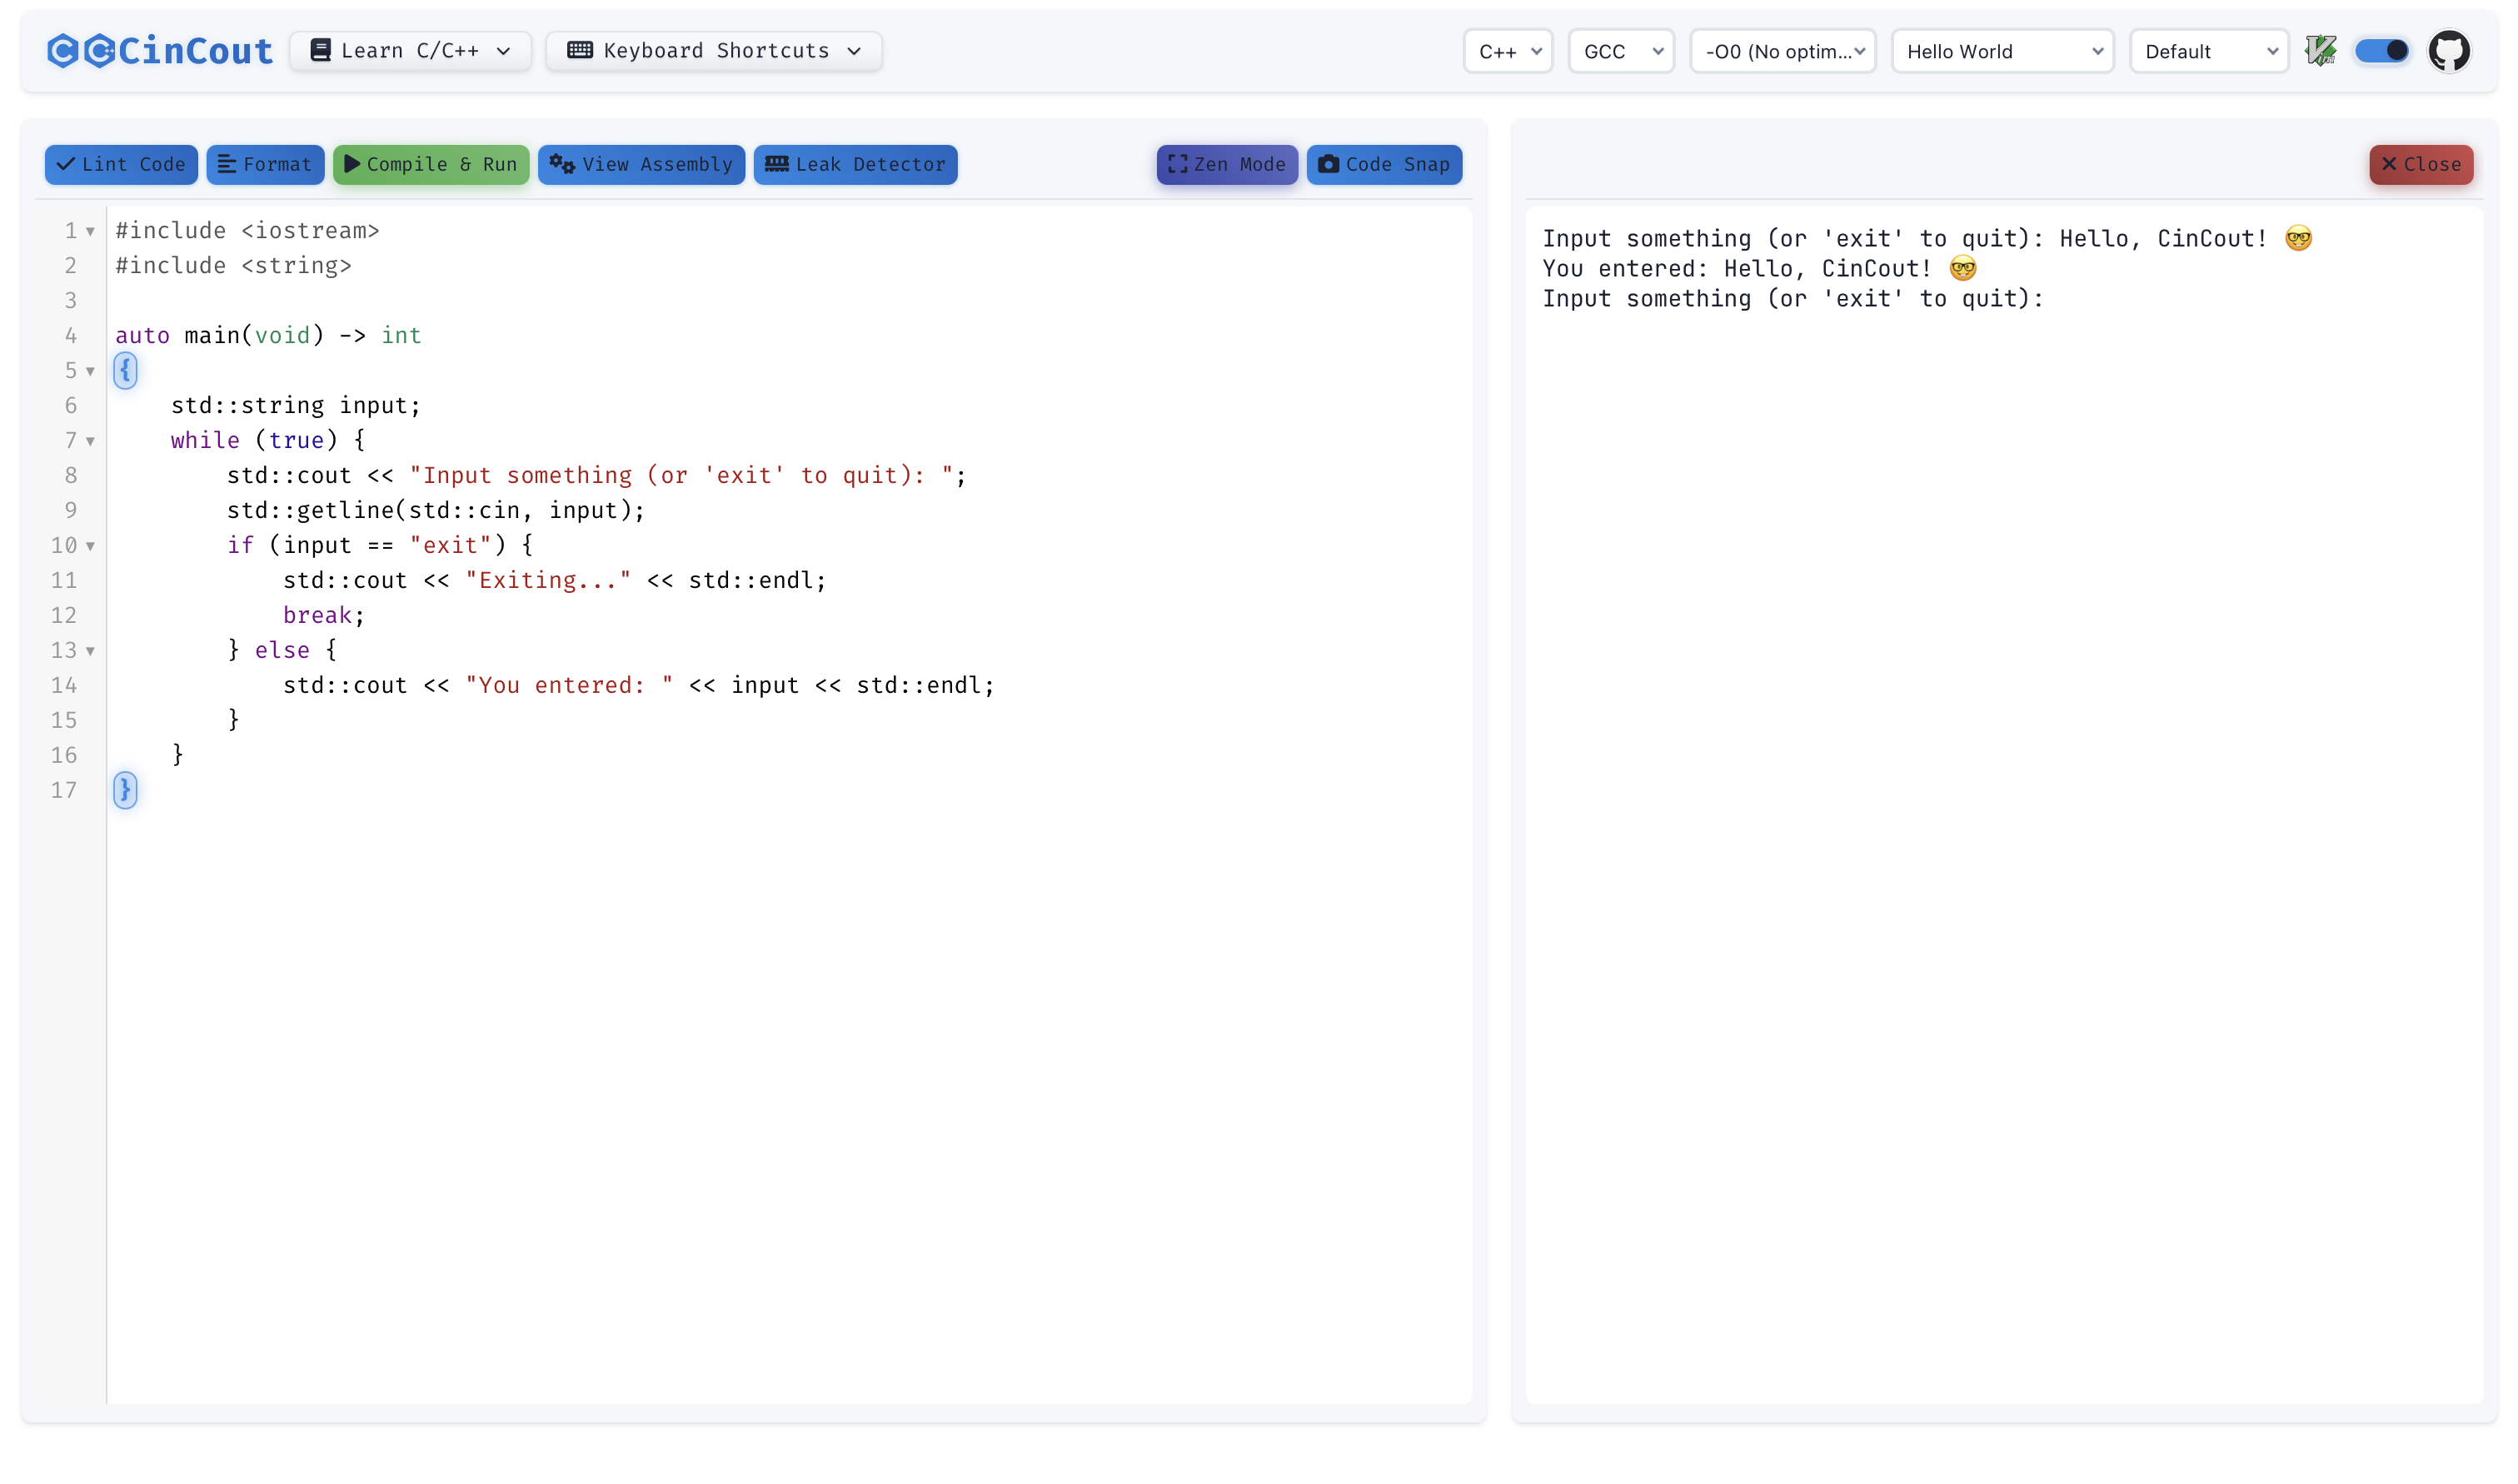 CinCout Learn C/C++ Keyboard Shortcuts C++ GCC -O0 (No optim... Hello World Default
Lint Code Format Compile & Run View Assembly Leak Detector Zen Mode Code Snap
1 #include <iostream>
2 #include <string>
3
4 auto main(void) -> int
5 {
6     std::string input;
7     while (true) {
8         std::cout << "Input something (or 'exit' to quit): ";
9         std::getline(std::cin, input);
10         if (input == "exit") {
11             std::cout << "Exiting..." << std::endl;
12             break;
13         } else {
14             std::cout << "You entered: " << input << std::endl;
15         }
16     }
17 }
Close
Input something (or 'exit' to quit): Hello, CinCout! 🤓
You entered: Hello, CinCout! 🤓
Input something (or 'exit' to quit):